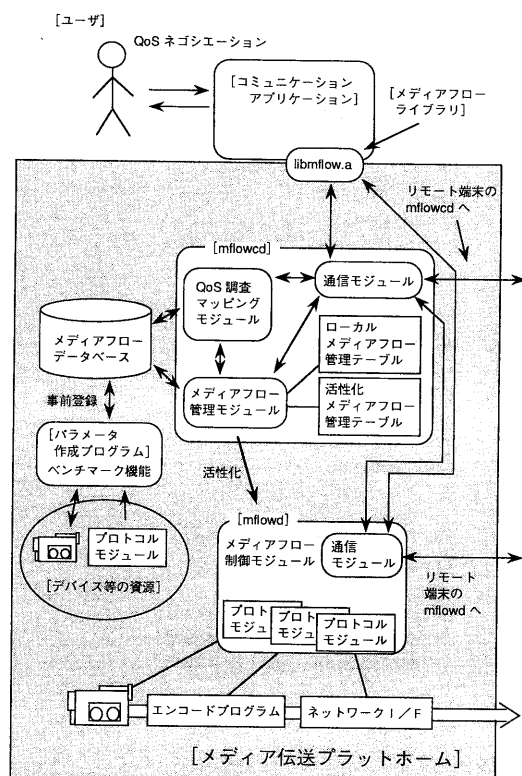 [ユーザ]
QoS ネゴシエーション
[コミュニケーション
アプリケーション]
[メディアフロー
ライブラリ]
libmflow.a
リモート端末の
mflowcd へ
[mflowcd]
QoS 調査
マッピング
モジュール
通信モジュール
メディアフロー
データベース
ローカル
メディアフロー
管理テーブル
メディアフロー
管理モジュール
活性化
メディアフロー
管理テーブル
事前登録
[パラメータ
作成プログラム]
ベンチマーク機能
活性化
プロトコル
モジュール
[デバイス等の資源]
[mflowd]
メディアフロー
制御モジュール
通信
モジュール
リモート
端末の
mflowd へ
プロト
モジュ
プロトコ
モジュー
プロトコル
モジュール
エンコードプログラム
ネットワークI/F
[メディア伝送プラットホーム]